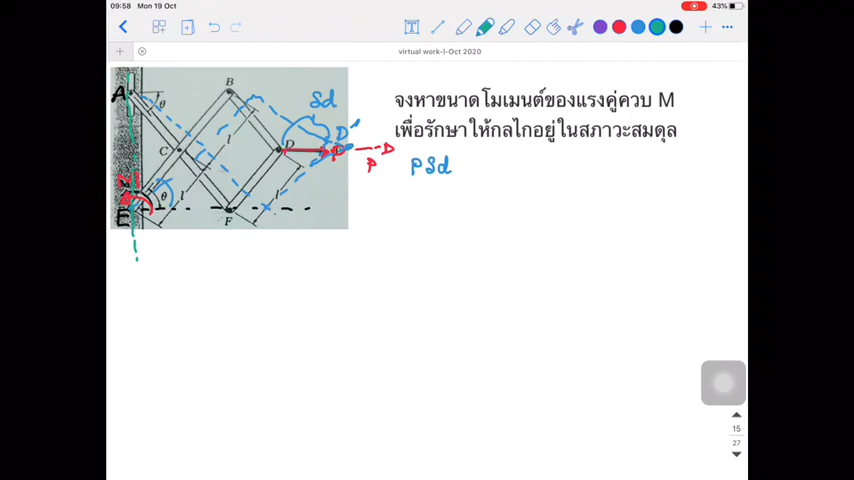 09:58 Mon 19 Oct
43%
virtual work-I-Oct 2020
จงหาขนาดโมเมนต์ของแรงคู่ควบ M
เพื่อรักษาให้กลไกอยู่ในสภาวะสมดุล
PSd
A
θ
B
Sd
C
l
D
D'
P
M
θ
E
l
F
l
15
27